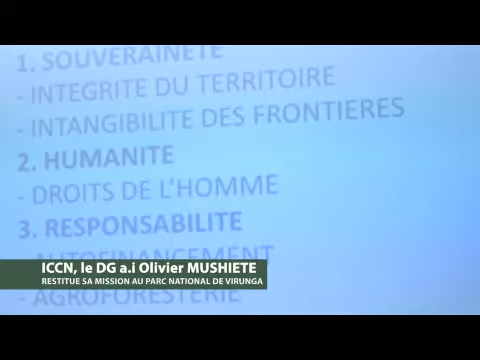 1. SOUVERAINETE
- INTEGRITE DU TERRITOIRE
- INTANGIBILITE DES FRONTIERES
2. HUMANITE
- DROITS DE L'HOMME
3. RESPONSABILITE
- AUTOFINANCEMENT
- AGROFORESTERIE
ICCN, le DG a.i Olivier MUSHIETE
RESTITUE SA MISSION AU PARC NATIONAL DE VIRUNGA